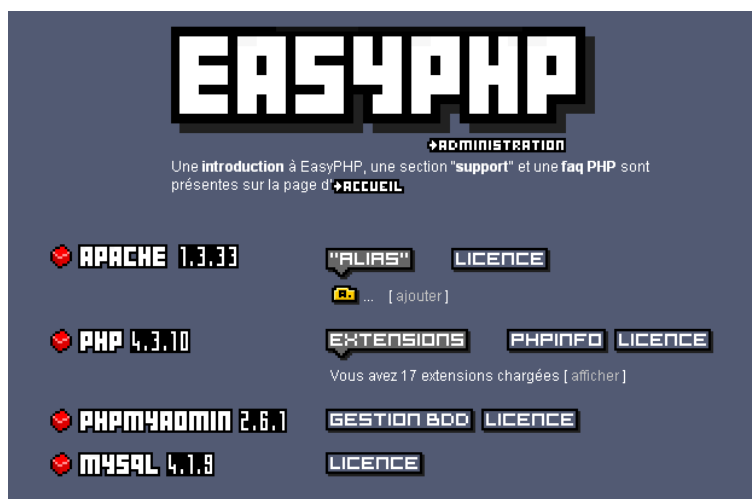 EASYPHP
ADMINISTRATION
Une introduction à EasyPHP, une section "support" et une faq PHP sont
présentes sur la page d'ACCUEIL
APACHE 1.3.33 "ALIAS" LICENCE
A. ... [ ajouter ]
PHP 4.3.10 EXTENSIONS PHPINFO LICENCE
Vous avez 17 extensions chargées [ afficher ]
PHPMYADMIN 2.6.1 GESTION BDD LICENCE
MYSQL 4.1.9 LICENCE